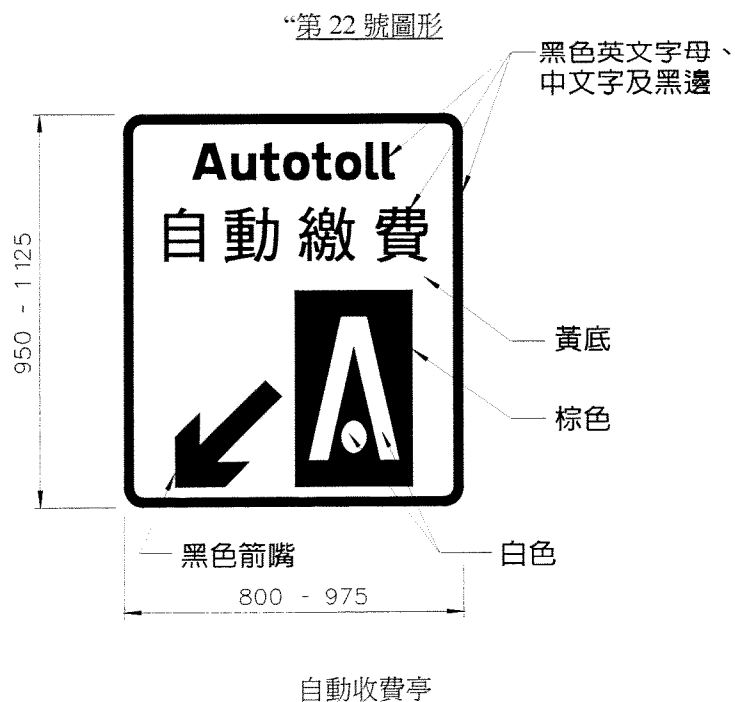 “第 22 號圖形
黑色英文字母、
中文字及黑邊
Autotoll
自動繳費
950 - 1 125
黃底
棕色
黑色箭嘴
白色
800 - 975
自動收費亭